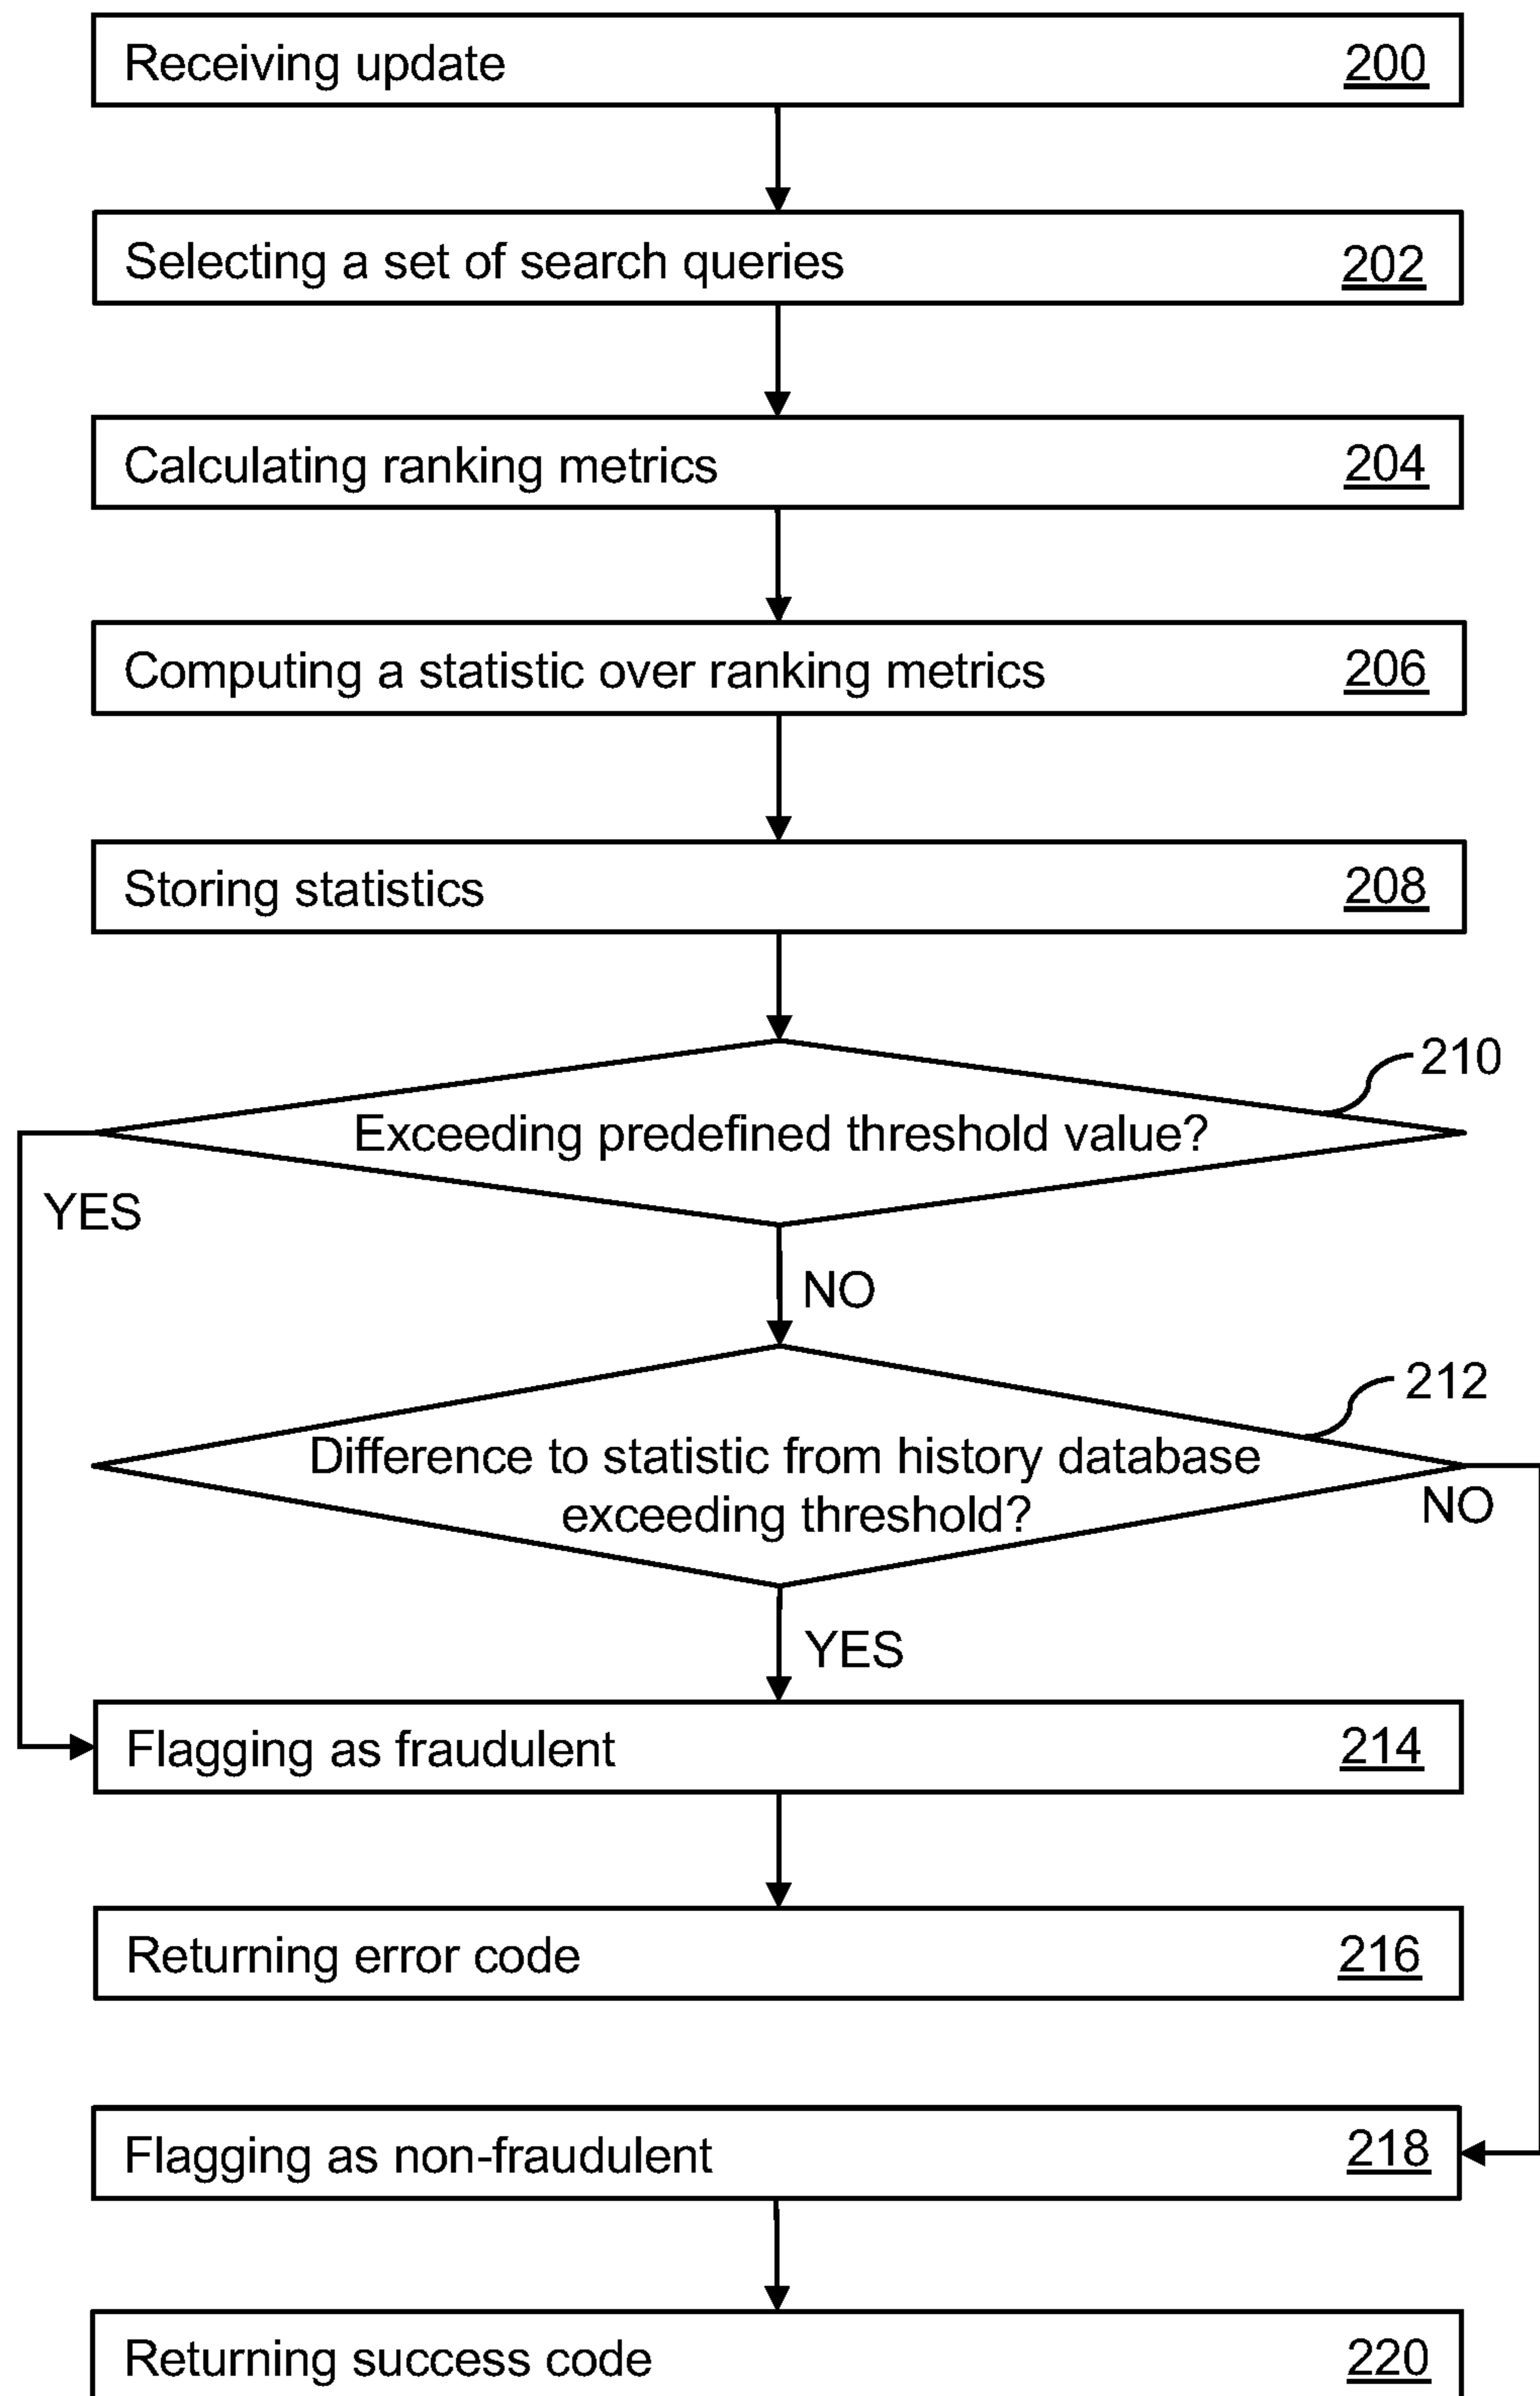 Receiving update 200
Selecting a set of search queries 202
Calculating ranking metrics 204
Computing a statistic over ranking metrics 206
Storing statistics 208
210
Exceeding predefined threshold value?
YES
NO
212
Difference to statistic from history database
exceeding threshold?
NO
YES
Flagging as fraudulent 214
Returning error code 216
Flagging as non-fraudulent 218
Returning success code 220